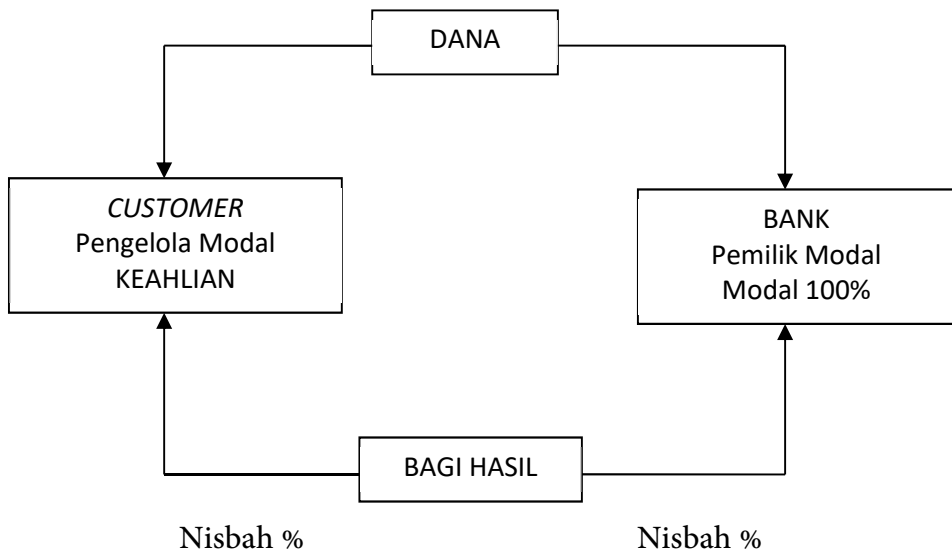 DANA
CUSTOMER
Pengelola Modal
KEAHLIAN
BANK
Pemilik Modal
Modal 100%
BAGI HASIL
Nisbah %
Nisbah %